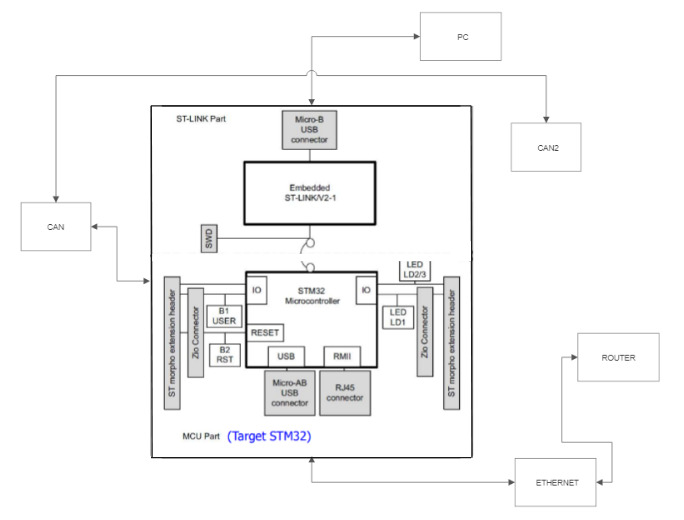 PC
ST-LINK Part
Micro-B
USB
connector
CAN2
Embedded
ST-LINK/V2-1
CAN
SWD
LED
LD2/3
IO
STM32
Microcontroller
IO
ST morpho extension header
Zio Connector
B1
USER
LED
LD1
Zio Connector
ST morpho extension header
RESET
B2
RST
USB
RMII
ROUTER
Micro-AB
USB
connector
RJ45
connector
MCU Part (Target STM32)
ETHERNET